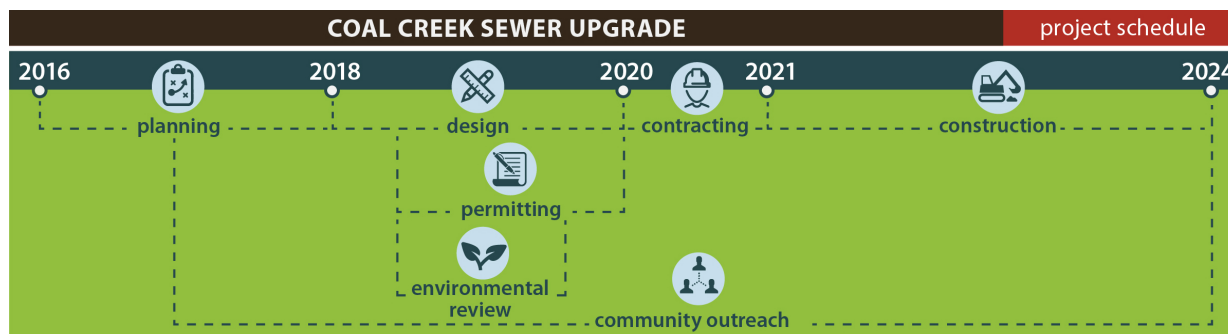 COAL CREEK SEWER UPGRADE
project schedule
2016
2018
2020
2021
2024
planning
design
contracting
construction
permitting
environmental
review
community outreach